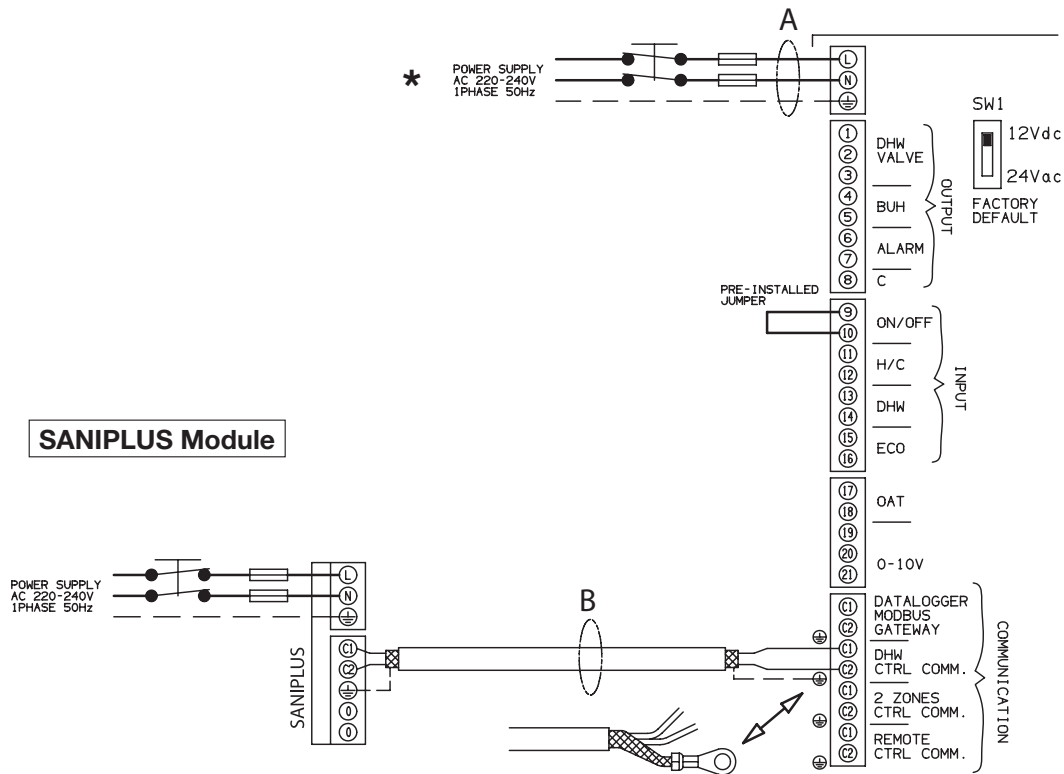 A
*
POWER SUPPLY
AC 220-240V
1PHASE 50Hz
L
N
SW1
12Vdc
24Vac
FACTORY
DEFAULT
1
2
3
4
5
6
7
8
DHW
VALVE
BUH
ALARM
C
OUTPUT
PRE-INSTALLED
JUMPER
9
10
11
12
13
14
15
16
ON/OFF
H/C
DHW
ECO
INPUT
17
18
19
20
21
OAT
0-10V
SANIPLUS Module
POWER SUPPLY
AC 220-240V
1PHASE 50Hz
L
N
SANIPLUS
C1
C2
O
O
B
C1
C2
C1
C2
C1
C2
C1
C2
DATALOGGER
MODBUS
GATEWAY
DHW
CTRL COMM.
2 ZONES
CTRL COMM.
REMOTE
CTRL COMM.
COMMUNICATION